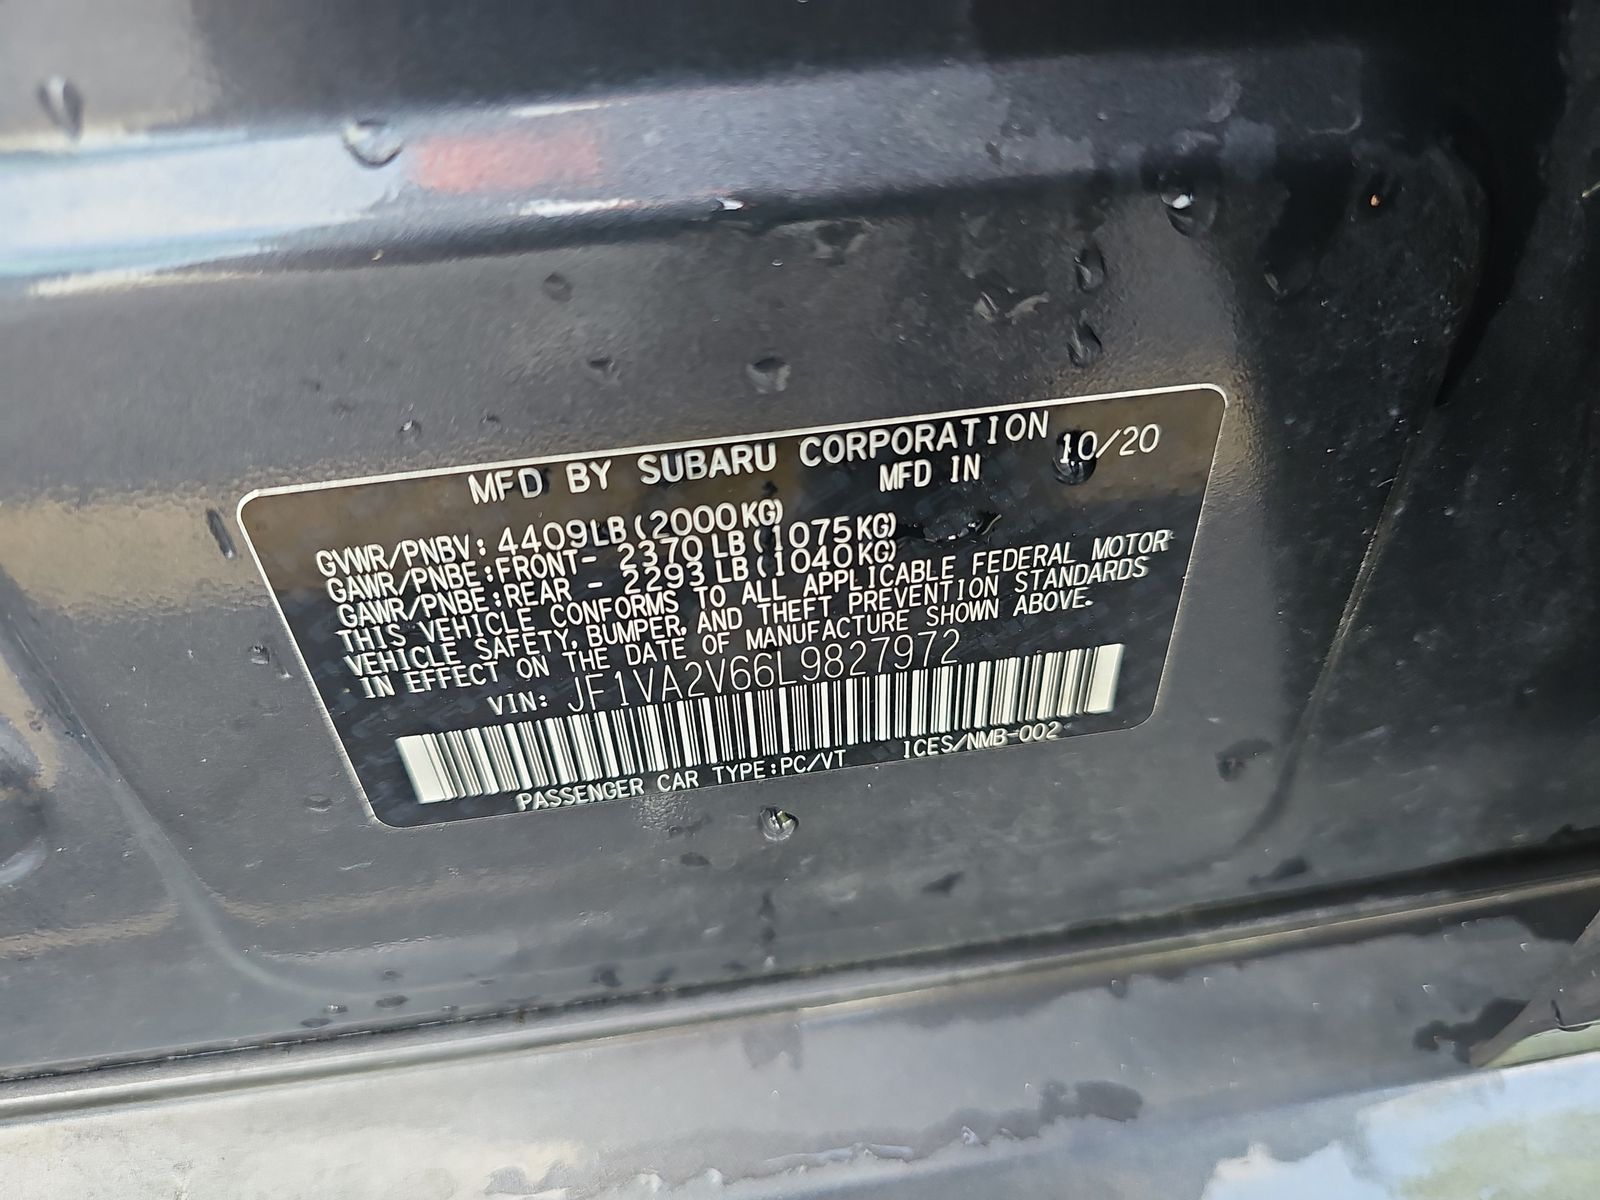 MFD BY SUBARU CORPORATION
MFD IN 10/20
GVWR/PNBV: 4409LB(2000KG)
GAWR/PNBE:FRONT- 2370LB(1075KG)
GAWR/PNBE:REAR - 2293LB(1040KG)
THIS VEHICLE CONFORMS TO ALL APPLICABLE FEDERAL MOTOR
VEHICLE SAFETY, BUMPER, AND THEFT PREVENTION STANDARDS
IN EFFECT ON THE DATE OF MANUFACTURE SHOWN ABOVE.
VIN: JF1VA2V66L9827972
PASSENGER CAR TYPE:PC/VT ICES/NMB-002